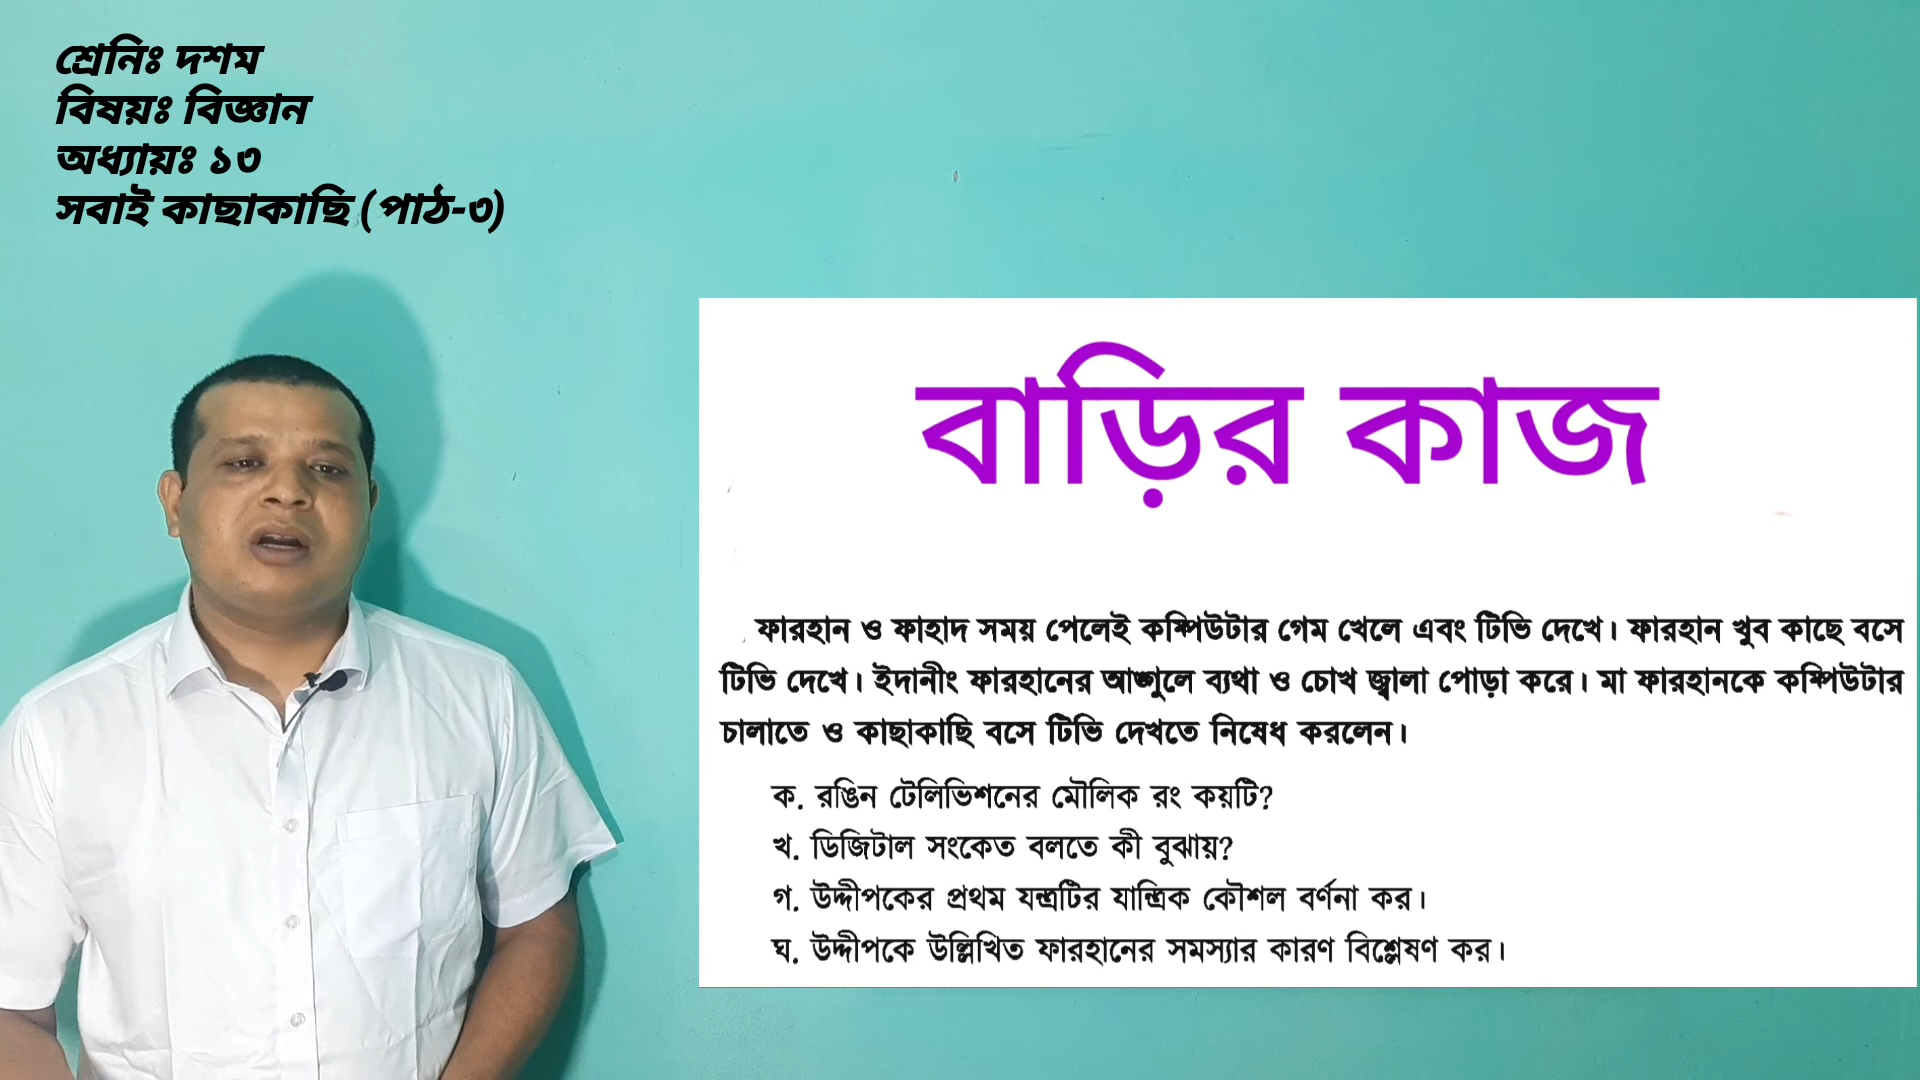 শ্রেনিঃ দশম
বিষয়ঃ বিজ্ঞান
অধ্যায়ঃ ১৩
সবাই কাছাকাছি (পাঠ-৩)
বাড়ির কাজ
ফারহান ও ফাহাদ সময় পেলেই কম্পিউটার গেম খেলে এবং টিভি দেখে। ফারহান খুব কাছে বসে
টিভি দেখে। ইদানীং ফারহানের আঙ্গুলে ব্যথা ও চোখ জ্বালা পোড়া করে। মা ফারহানকে কম্পিউটার
চালাতে ও কাছাকাছি বসে টিভি দেখতে নিষেধ করলেন।
ক. রঙিন টেলিভিশনের মৌলিক রং কয়টি?
খ. ডিজিটাল সংকেত বলতে কী বুঝায়?
গ. উদ্দীপকের প্রথম যন্ত্রটির যান্ত্রিক কৌশল বর্ণনা কর।
ঘ. উদ্দীপকে উল্লিখিত ফারহানের সমস্যার কারণ বিশ্লেষণ কর।